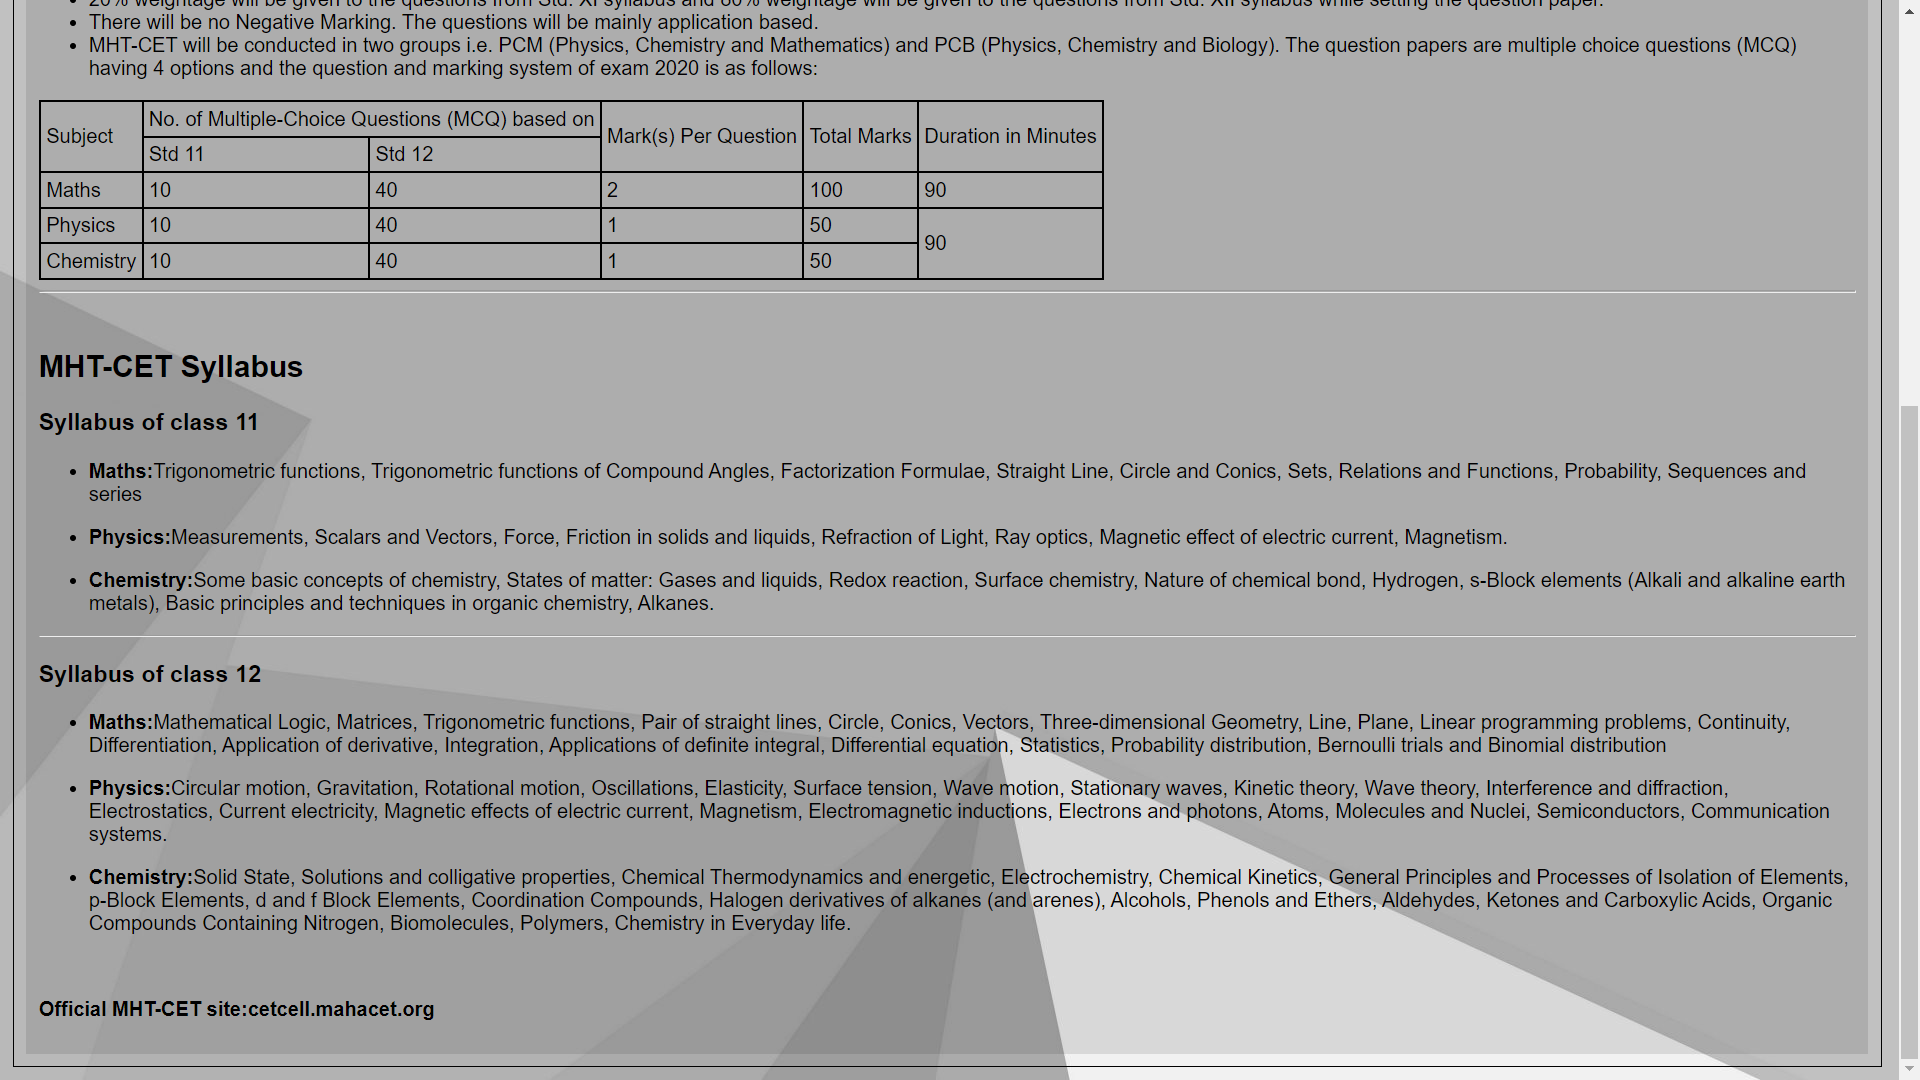 20% weightage will be given to the questions from Std. XI syllabus and 80% weightage will be given to the questions from Std. XII syllabus while setting the question paper.
There will be no Negative Marking. The questions will be mainly application based.
MHT-CET will be conducted in two groups i.e. PCM (Physics, Chemistry and Mathematics) and PCB (Physics, Chemistry and Biology). The question papers are multiple choice questions (MCQ)
having 4 options and the question and marking system of exam 2020 is as follows:
Subject No. of Multiple-Choice Questions (MCQ) based on Mark(s) Per Question Total Marks Duration in Minutes
Std 11 Std 12
Maths 10 40 2 100 90
Physics 10 40 1 50 90
Chemistry 10 40 1 50
MHT-CET Syllabus
Syllabus of class 11
Maths:Trigonometric functions, Trigonometric functions of Compound Angles, Factorization Formulae, Straight Line, Circle and Conics, Sets, Relations and Functions, Probability, Sequences and
series
Physics:Measurements, Scalars and Vectors, Force, Friction in solids and liquids, Refraction of Light, Ray optics, Magnetic effect of electric current, Magnetism.
Chemistry:Some basic concepts of chemistry, States of matter: Gases and liquids, Redox reaction, Surface chemistry, Nature of chemical bond, Hydrogen, s-Block elements (Alkali and alkaline earth
metals), Basic principles and techniques in organic chemistry, Alkanes.
Syllabus of class 12
Maths:Mathematical Logic, Matrices, Trigonometric functions, Pair of straight lines, Circle, Conics, Vectors, Three-dimensional Geometry, Line, Plane, Linear programming problems, Continuity,
Differentiation, Application of derivative, Integration, Applications of definite integral, Differential equation, Statistics, Probability distribution, Bernoulli trials and Binomial distribution
Physics:Circular motion, Gravitation, Rotational motion, Oscillations, Elasticity, Surface tension, Wave motion, Stationary waves, Kinetic theory, Wave theory, Interference and diffraction,
Electrostatics, Current electricity, Magnetic effects of electric current, Magnetism, Electromagnetic inductions, Electrons and photons, Atoms, Molecules and Nuclei, Semiconductors, Communication
systems.
Chemistry:Solid State, Solutions and colligative properties, Chemical Thermodynamics and energetic, Electrochemistry, Chemical Kinetics, General Principles and Processes of Isolation of Elements,
p-Block Elements, d and f Block Elements, Coordination Compounds, Halogen derivatives of alkanes (and arenes), Alcohols, Phenols and Ethers, Aldehydes, Ketones and Carboxylic Acids, Organic
Compounds Containing Nitrogen, Biomolecules, Polymers, Chemistry in Everyday life.
Official MHT-CET site:cetcell.mahacet.org